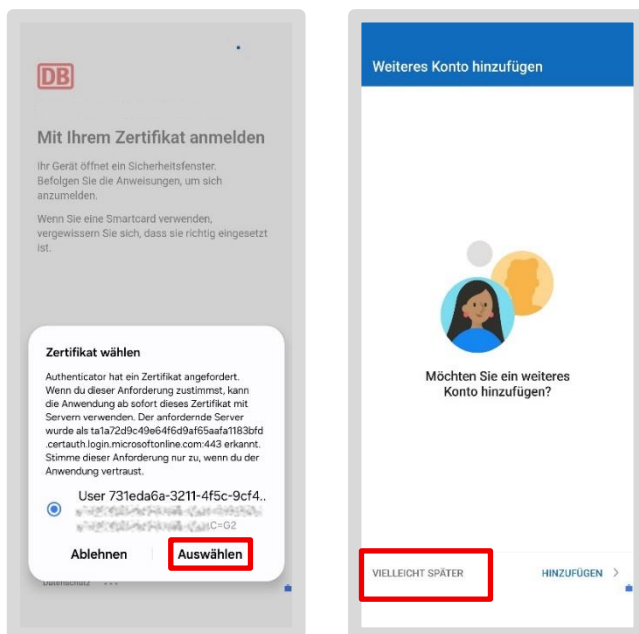 DB
Mit Ihrem Zertifikat anmelden
Ihr Gerät öffnet ein Sicherheitsfenster.
Befolgen Sie die Anweisungen, um sich
anzumelden.
Wenn Sie eine Smartcard verwenden,
vergewissern Sie sich, dass sie richtig eingesetzt
ist.
Zertifikat wählen
Authenticator hat ein Zertifikat angefordert.
Wenn du dieser Anforderung zustimmst, kann
die Anwendung ab sofort dieses Zertifikat mit
Servern verwenden. Der anfordernde Server
wurde als ta1a72d9c49e64f6d9af65aafa1183bfd
.certauth.login.microsoftonline.com:443 erkannt.
Stimme dieser Anforderung nur zu, wenn du der
Anwendung vertraust.
User 731eda6a-3211-4f5c-9cf4..
C=G2
Ablehnen Auswählen
Datenschutz ...
Weiteres Konto hinzufügen
Möchten Sie ein weiteres
Konto hinzufügen?
VIELLEICHT SPÄTER HINZUFÜGEN >